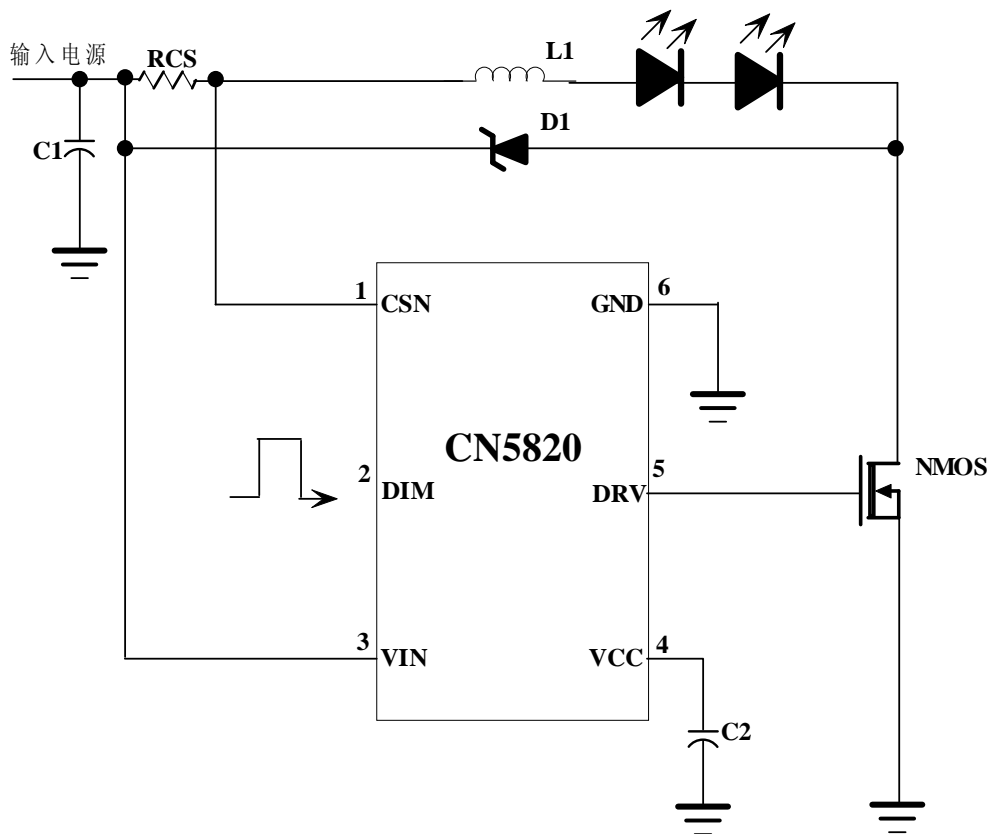 输入电源
RCS
L1
C1
D1
1
CSN
GND
6
CN5820
2
DIM
DRV
5
NMOS
3
VIN
VCC
4
C2